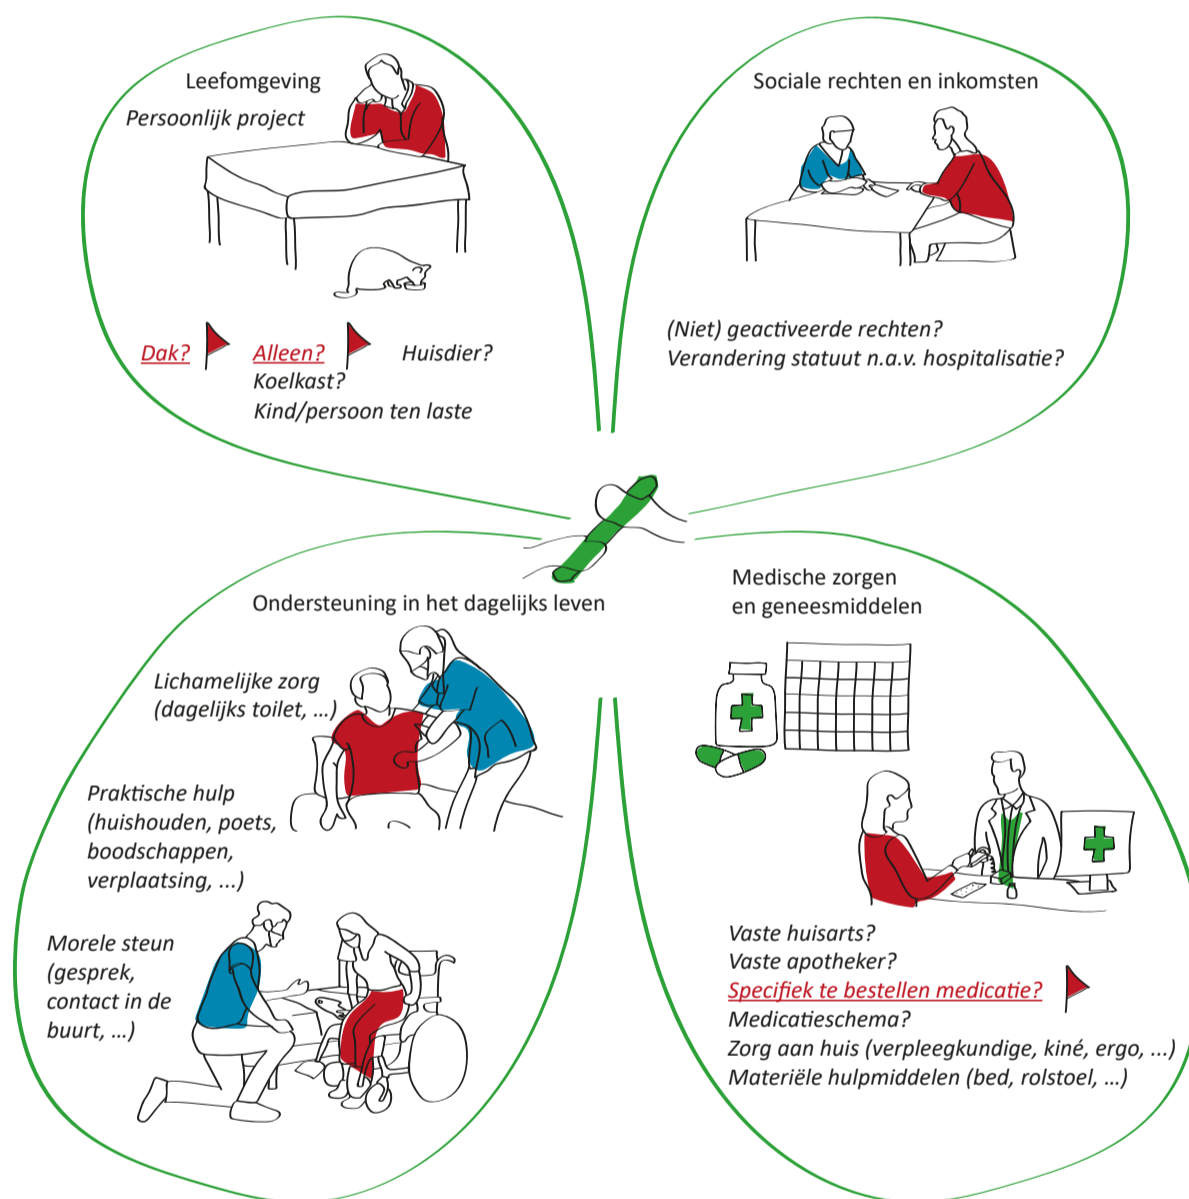 Leefomgeving
Persoonlijk project
Dak?
Alleen?
Huisdier?
Koelkast?
Kind/persoon ten laste
Sociale rechten en inkomsten
(Niet) geactiveerde rechten?
Verandering statuut n.a.v. hospitalisatie?
Ondersteuning in het dagelijks leven
Lichamelijke zorg
(dagelijks toilet, ...)
Praktische hulp
(huishouden, poets,
boodschappen,
verplaatsing, ...)
Morele steun
(gesprek,
contact in de
buurt, ...)
Medische zorgen
en geneesmiddelen
Vaste huisarts?
Vaste apotheker?
Specifiek te bestellen medicatie?
Medicatieschema?
Zorg aan huis (verpleegkundige, kiné, ergo, ...)
Materiële hulpmiddelen (bed, rolstoel, ...)